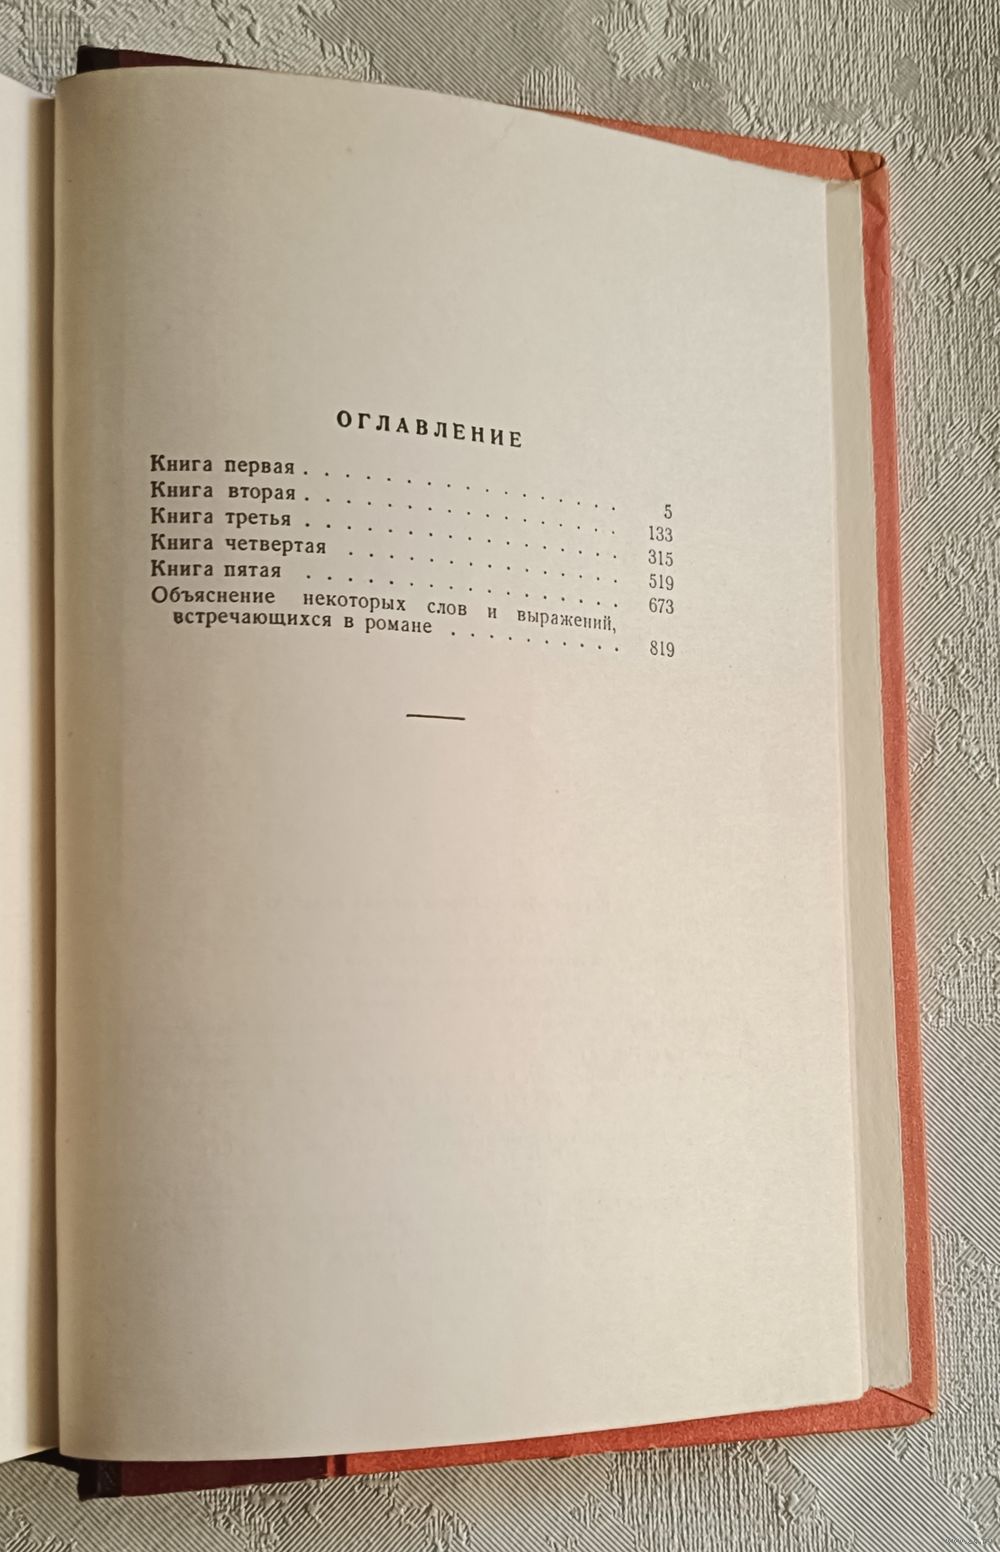 ОГЛАВЛЕНИЕ
Книга первая . . . . . . . . . . . . . . . . 5
Книга вторая . . . . . . . . . . . . . . . . 133
Книга третья . . . . . . . . . . . . . . . . 315
Книга четвертая . . . . . . . . . . . . . . 519
Книга пятая . . . . . . . . . . . . . . . . 673
Объяснение некоторых слов и выражений,
встречающихся в романе . . . . . . . . . 819